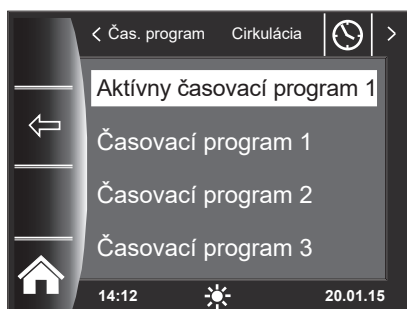 < Čas. program Cirkulácia >
Aktívny časovací program 1
Časovací program 1
Časovací program 2
Časovací program 3
14:12 20.01.15